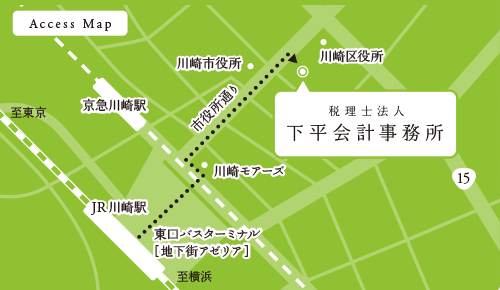 Access Map
川崎市役所
川崎区役所
京急川崎駅
市役所通り
至東京
税理士法人
下平会計事務所
川崎モアーズ
15
JR川崎駅
東口バスターミナル
[地下街アゼリア]
至横浜